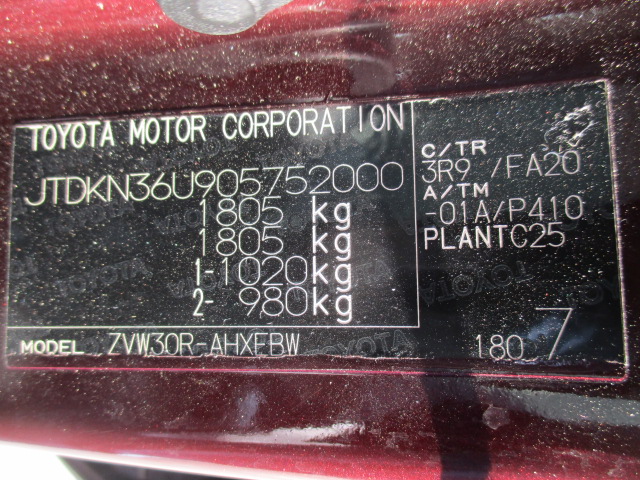 TOYOTA MOTOR CORPORATION
JTDKN36U905752000
1805 kg
1805 kg
1-1020kg
2- 980kg
MODEL ZVW30R-AHXEBW
C/TR
3R9 /FA20
A/TM
-01A/P410
PLANTC25
180 7